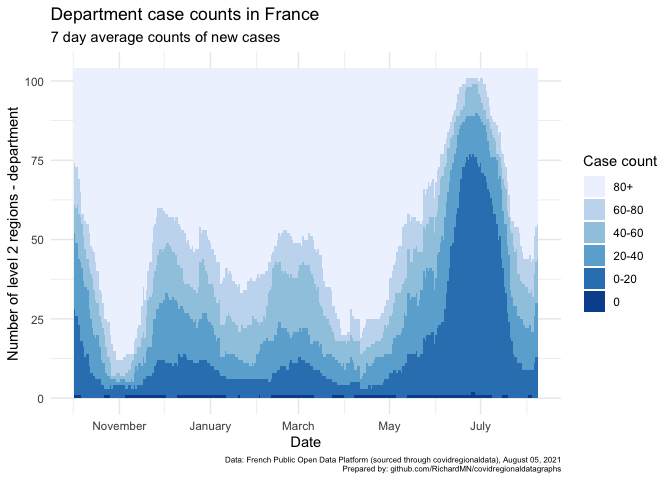 Department case counts in France
7 day average counts of new cases
Number of level 2 regions - department
100
75
50
25
0
November
January
March
May
July
Date
Case count
80+
60-80
40-60
20-40
0-20
0
Data: French Public Open Data Platform (sourced through covidregionaldata), August 05, 2021
Prepared by: github.com/RichardMN/covidregionaldatagraphs